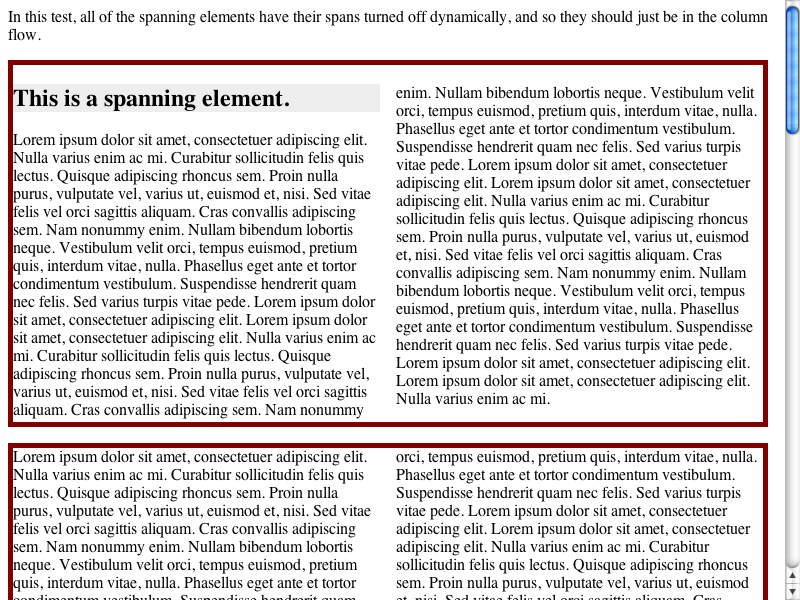 In this test, all of the spanning elements have their spans turned off dynamically, and so they should just be in the column
flow.
This is a spanning element.
Lorem ipsum dolor sit amet, consectetuer adipiscing elit.
Nulla varius enim ac mi. Curabitur sollicitudin felis quis
lectus. Quisque adipiscing rhoncus sem. Proin nulla
purus, vulputate vel, varius ut, euismod et, nisi. Sed vitae
felis vel orci sagittis aliquam. Cras convallis adipiscing
sem. Nam nonummy enim. Nullam bibendum lobortis
neque. Vestibulum velit orci, tempus euismod, pretium
quis, interdum vitae, nulla. Phasellus eget ante et tortor
condimentum vestibulum. Suspendisse hendrerit quam
nec felis. Sed varius turpis vitae pede. Lorem ipsum dolor
sit amet, consectetuer adipiscing elit. Lorem ipsum dolor
sit amet, consectetuer adipiscing elit. Nulla varius enim ac
mi. Curabitur sollicitudin felis quis lectus. Quisque
adipiscing rhoncus sem. Proin nulla purus, vulputate vel,
varius ut, euismod et, nisi. Sed vitae felis vel orci sagittis
aliquam. Cras convallis adipiscing sem. Nam nonummy
enim. Nullam bibendum lobortis neque. Vestibulum velit
orci, tempus euismod, pretium quis, interdum vitae, nulla.
Phasellus eget ante et tortor condimentum vestibulum.
Suspendisse hendrerit quam nec felis. Sed varius turpis
vitae pede. Lorem ipsum dolor sit amet, consectetuer
adipiscing elit. Lorem ipsum dolor sit amet, consectetuer
adipiscing elit. Nulla varius enim ac mi. Curabitur
sollicitudin felis quis lectus. Quisque adipiscing rhoncus
sem. Proin nulla purus, vulputate vel, varius ut, euismod
et, nisi. Sed vitae felis vel orci sagittis aliquam. Cras
convallis adipiscing sem. Nam nonummy enim. Nullam
bibendum lobortis neque. Vestibulum velit orci, tempus
euismod, pretium quis, interdum vitae, nulla. Phasellus
eget ante et tortor condimentum vestibulum. Suspendisse
hendrerit quam nec felis. Sed varius turpis vitae pede.
Lorem ipsum dolor sit amet, consectetuer adipiscing elit.
Lorem ipsum dolor sit amet, consectetuer adipiscing elit.
Nulla varius enim ac mi.
Lorem ipsum dolor sit amet, consectetuer adipiscing elit.
Nulla varius enim ac mi. Curabitur sollicitudin felis quis
lectus. Quisque adipiscing rhoncus sem. Proin nulla
purus, vulputate vel, varius ut, euismod et, nisi. Sed vitae
felis vel orci sagittis aliquam. Cras convallis adipiscing
sem. Nam nonummy enim. Nullam bibendum lobortis
neque. Vestibulum velit orci, tempus euismod, pretium
quis, interdum vitae, nulla. Phasellus eget ante et tortor
condimentum vestibulum. Suspendisse hendrerit quam
orci, tempus euismod, pretium quis, interdum vitae, nulla.
Phasellus eget ante et tortor condimentum vestibulum.
Suspendisse hendrerit quam nec felis. Sed varius turpis
vitae pede. Lorem ipsum dolor sit amet, consectetuer
adipiscing elit. Lorem ipsum dolor sit amet, consectetuer
adipiscing elit. Nulla varius enim ac mi. Curabitur
sollicitudin felis quis lectus. Quisque adipiscing rhoncus
sem. Proin nulla purus, vulputate vel, varius ut, euismod
et, nisi. Sed vitae felis vel orci sagittis aliquam. Cras